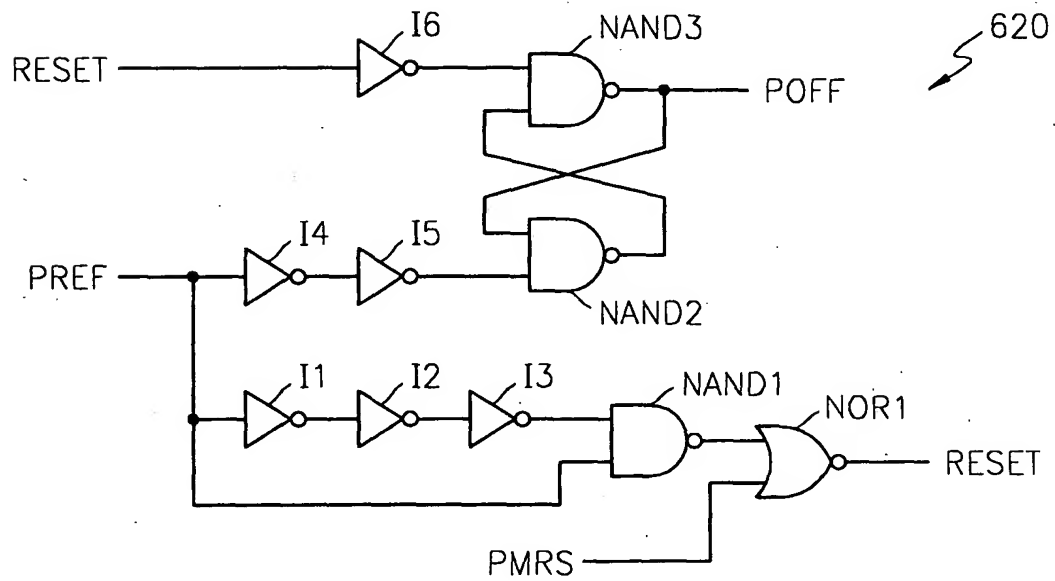 I6
NAND3
620
RESET
POFF
I4
I5
PREF
NAND2
I1
I2
I3
NAND1
NOR1
RESET
PMRS